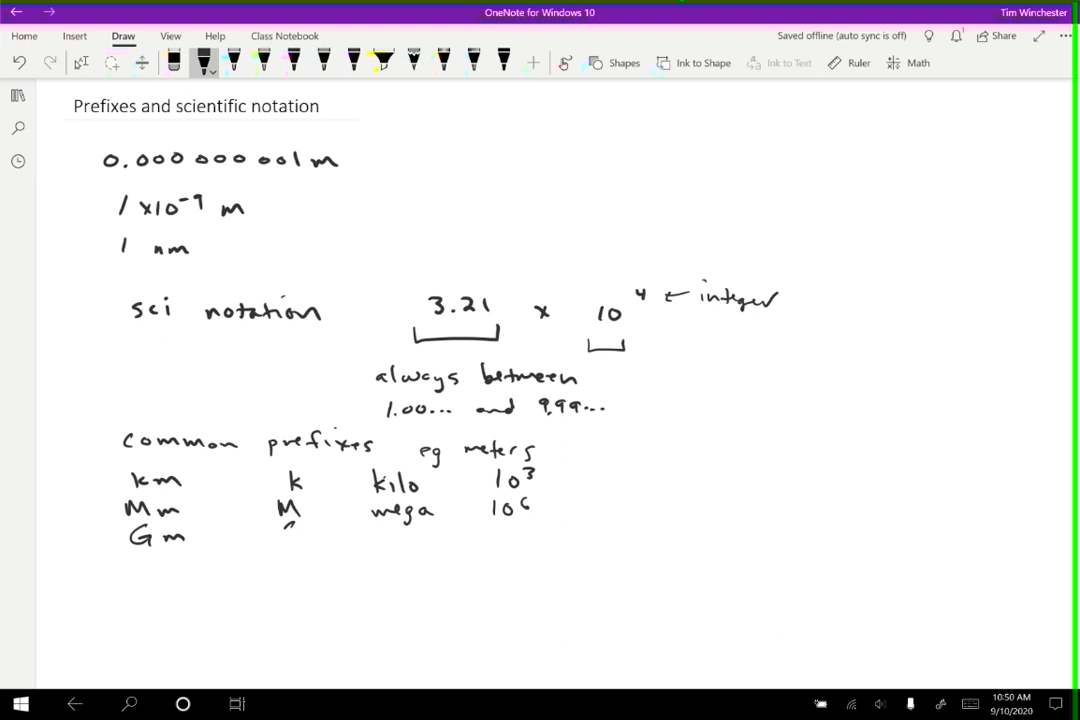 OneNote for Windows 10
Tim Winchester
Home Insert Draw View Help Class Notebook
Saved offline (auto sync is off) Share
Shapes Ink to Shape Ink to Text Ruler Math
Prefixes and scientific notation
0.000 000 001 m
1 x10⁻⁹ m
1 nm
sci notation 3.21 x 10⁴ ← integer
always between
1.00... and 9.99...
common prefixes eg meters
km k kilo 10³
Mm M mega 10⁶
Gm
10:50 AM
9/10/2020